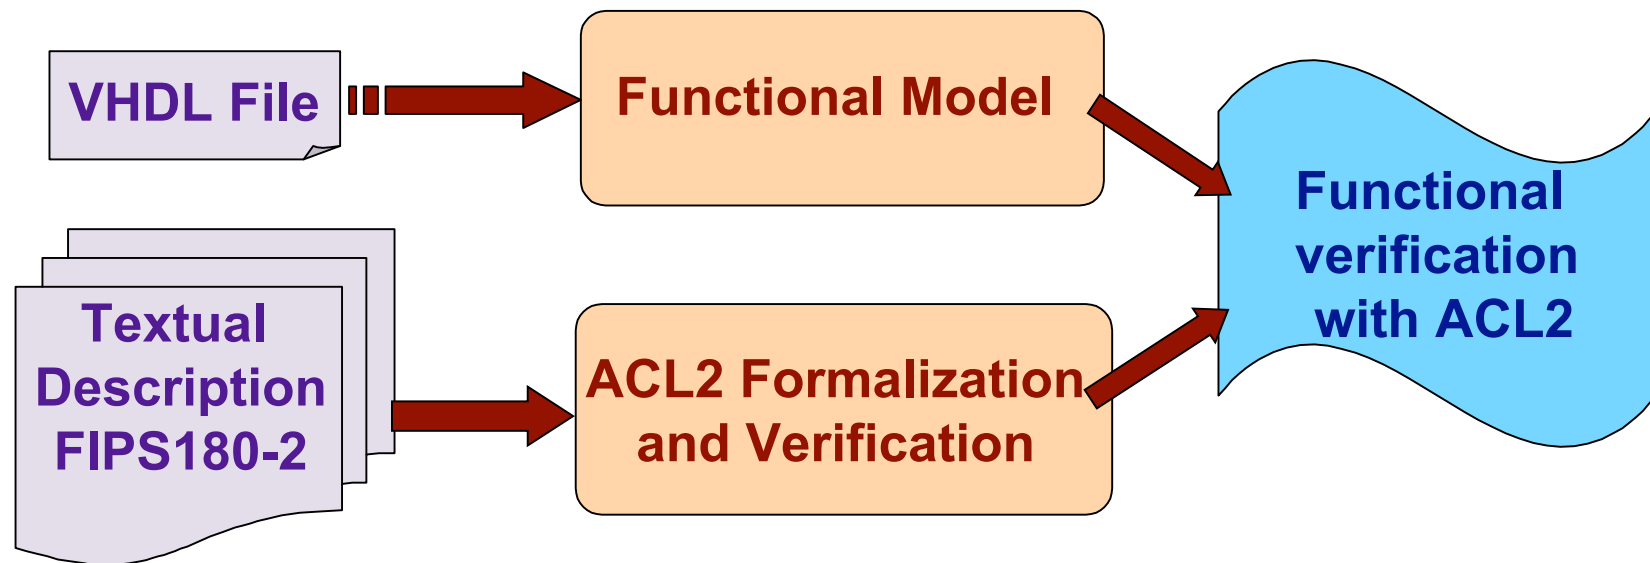 VHDL File
Functional Model
Textual
Description
FIPS180-2
ACL2 Formalization
and Verification
Functional
verification
with ACL2